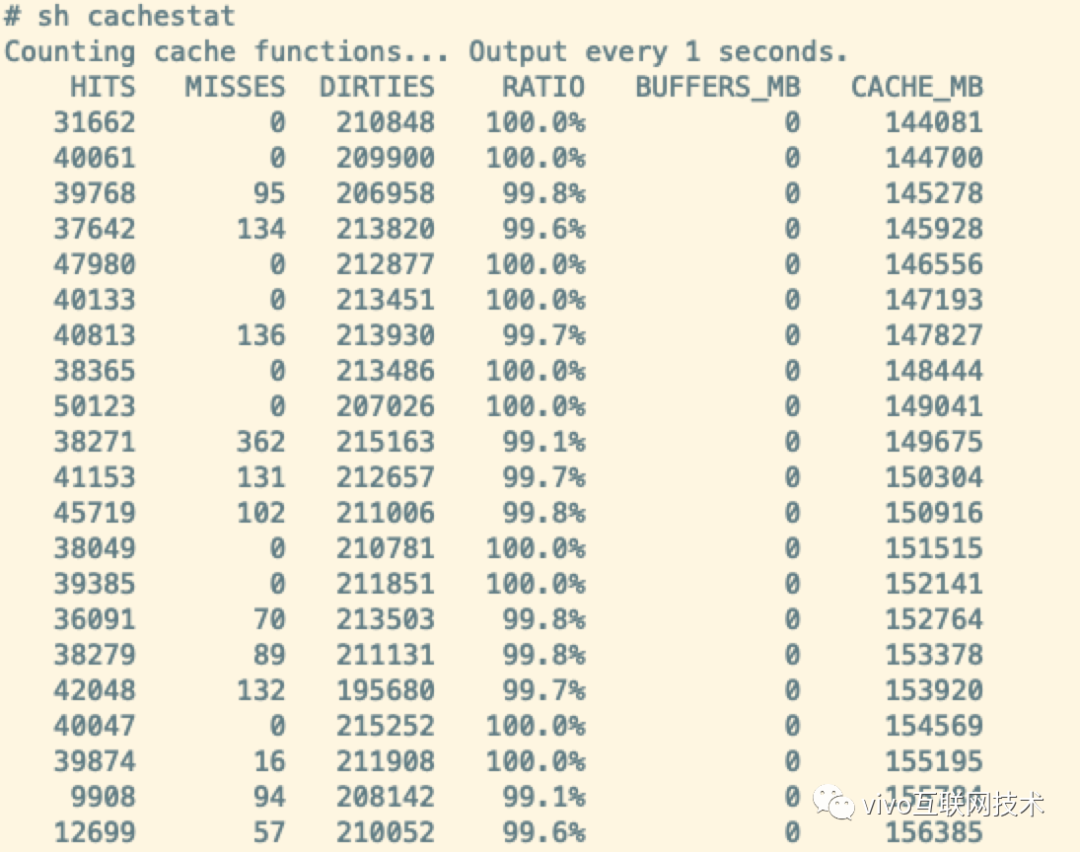 # sh cachestat
Counting cache functions... Output every 1 seconds.
HITS MISSES DIRTIES RATIO BUFFERS_MB CACHE_MB
31662 0 210848 100.0% 0 144081
40061 0 209900 100.0% 0 144700
39768 95 206958 99.8% 0 145278
37642 134 213820 99.6% 0 145928
47980 0 212877 100.0% 0 146556
40133 0 213451 100.0% 0 147193
40813 136 213930 99.7% 0 147827
38365 0 213486 100.0% 0 148444
50123 0 207026 100.0% 0 149041
38271 362 215163 99.1% 0 149675
41153 131 212657 99.7% 0 150304
45719 102 211006 99.8% 0 150916
38049 0 210781 100.0% 0 151515
39385 0 211851 100.0% 0 152141
36091 70 213503 99.8% 0 152764
38279 89 211131 99.8% 0 153378
42048 132 195680 99.7% 0 153920
40047 0 215252 100.0% 0 154569
39874 16 211908 100.0% 0 155195
9908 94 208142 99.1% 0
vivo互联网技术
12699 57 210052 99.6% 0 156385